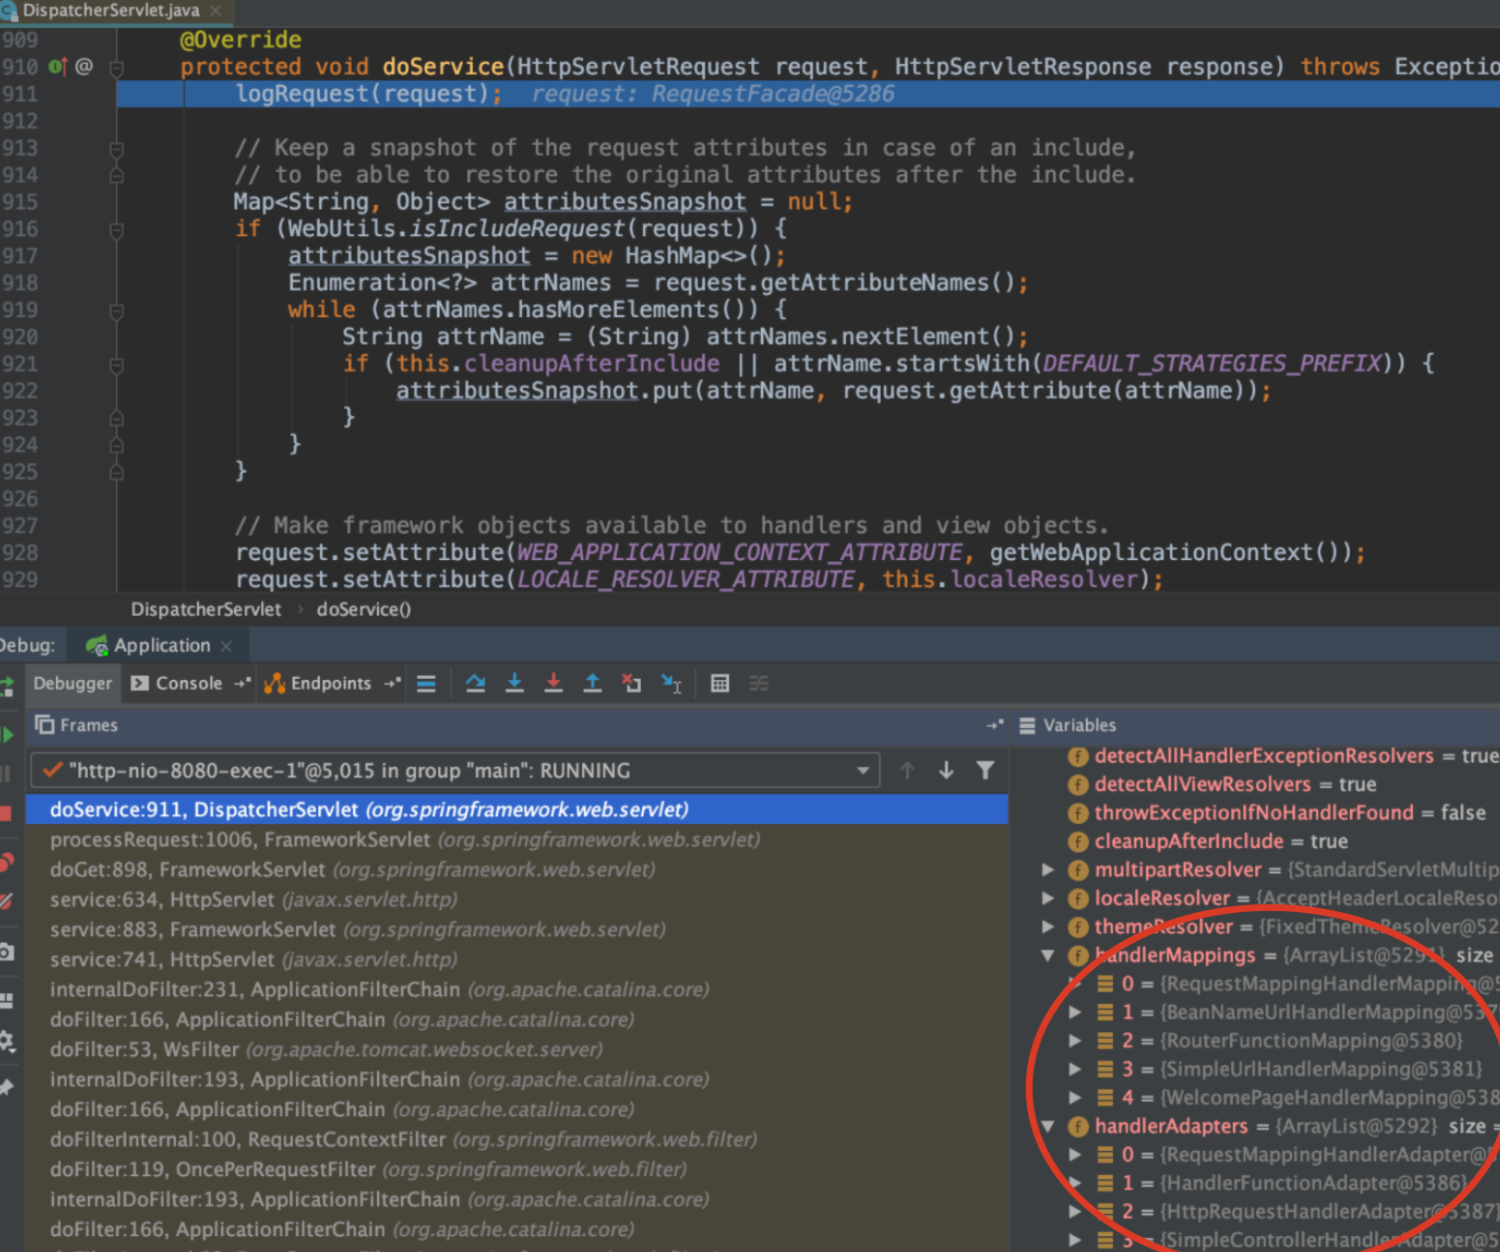 DispatcherServlet.java
909 @Override
910 @ protected void doService(HttpServletRequest request, HttpServletResponse response) throws Exceptio
911 logRequest(request); request: RequestFacade@5286
912
913 // Keep a snapshot of the request attributes in case of an include,
914 // to be able to restore the original attributes after the include.
915 Map<String, Object> attributesSnapshot = null;
916 if (WebUtils.isIncludeRequest(request)) {
917 attributesSnapshot = new HashMap<>();
918 Enumeration<?> attrNames = request.getAttributeNames();
919 while (attrNames.hasMoreElements()) {
920 String attrName = (String) attrNames.nextElement();
921 if (this.cleanupAfterInclude || attrName.startsWith(DEFAULT_STRATEGIES_PREFIX)) {
922 attributesSnapshot.put(attrName, request.getAttribute(attrName));
923 }
924 }
925 }
926
927 // Make framework objects available to handlers and view objects.
928 request.setAttribute(WEB_APPLICATION_CONTEXT_ATTRIBUTE, getWebApplicationContext());
929 request.setAttribute(LOCALE_RESOLVER_ATTRIBUTE, this.localeResolver);
DispatcherServlet › doService()
Debug: Application
Debugger Console Endpoints
Frames
"http-nio-8080-exec-1"@5,015 in group "main": RUNNING
doService:911, DispatcherServlet (org.springframework.web.servlet)
processRequest:1006, FrameworkServlet (org.springframework.web.servlet)
doGet:898, FrameworkServlet (org.springframework.web.servlet)
service:634, HttpServlet (javax.servlet.http)
service:883, FrameworkServlet (org.springframework.web.servlet)
service:741, HttpServlet (javax.servlet.http)
internalDoFilter:231, ApplicationFilterChain (org.apache.catalina.core)
doFilter:166, ApplicationFilterChain (org.apache.catalina.core)
doFilter:53, WsFilter (org.apache.tomcat.websocket.server)
internalDoFilter:193, ApplicationFilterChain (org.apache.catalina.core)
doFilter:166, ApplicationFilterChain (org.apache.catalina.core)
doFilterInternal:100, RequestContextFilter (org.springframework.web.filter)
doFilter:119, OncePerRequestFilter (org.springframework.web.filter)
internalDoFilter:193, ApplicationFilterChain (org.apache.catalina.core)
doFilter:166, ApplicationFilterChain (org.apache.catalina.core)
Variables
detectAllHandlerExceptionResolvers = true
detectAllViewResolvers = true
throwExceptionIfNoHandlerFound = false
cleanupAfterInclude = true
multipartResolver = {StandardServletMultip
localeResolver = {AcceptHeaderLocaleReso
themeResolver = {FixedThemeResolver@52
handlerMappings = {ArrayList@5291} size
0 = {RequestMappingHandlerMapping@5
1 = {BeanNameUrlHandlerMapping@537
2 = {RouterFunctionMapping@5380}
3 = {SimpleUrlHandlerMapping@5381}
4 = {WelcomePageHandlerMapping@538
handlerAdapters = {ArrayList@5292} size =
0 = {RequestMappingHandlerAdapter@5
1 = {HandlerFunctionAdapter@5386}
2 = {HttpRequestHandlerAdapter@5387}
3 = {SimpleControllerHandlerAdapter@5